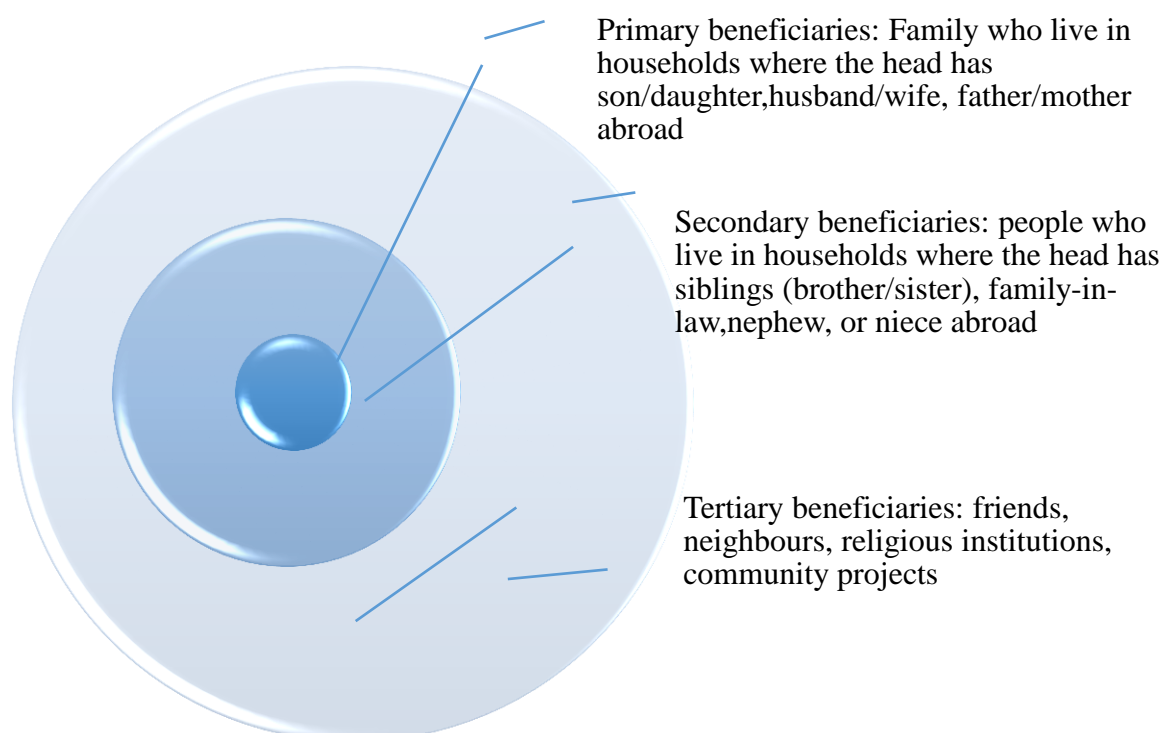 Primary beneficiaries: Family who live in
households where the head has
son/daughter,husband/wife, father/mother
abroad
Secondary beneficiaries: people who
live in households where the head has
siblings (brother/sister), family-in-
law,nephew, or niece abroad
Tertiary beneficiaries: friends,
neighbours, religious institutions,
community projects